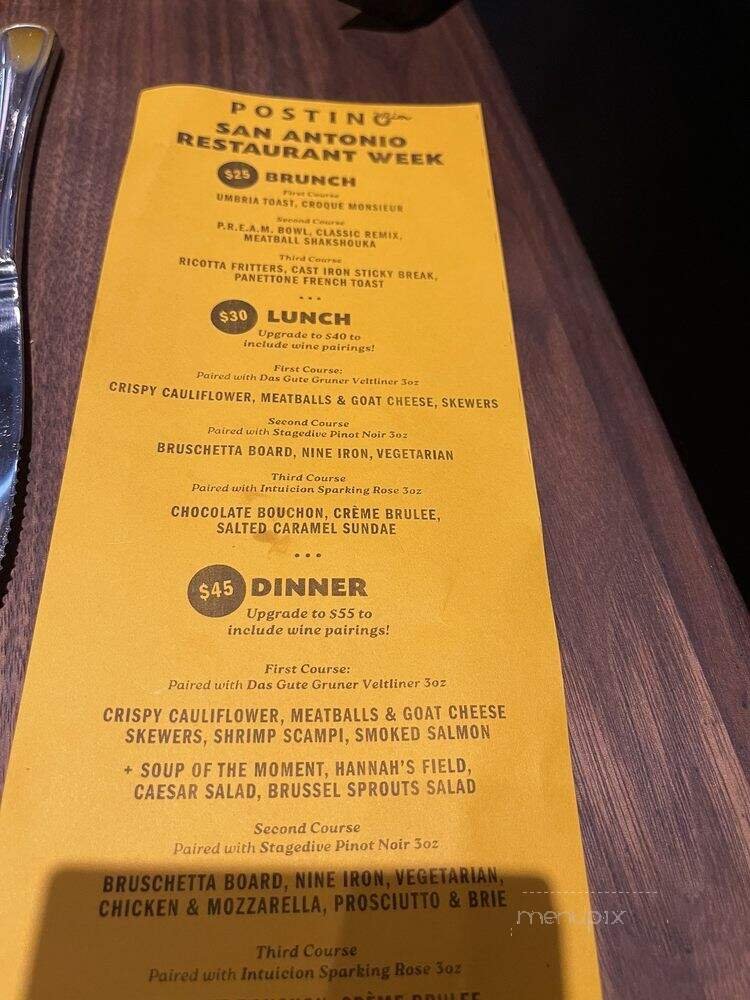 POSTINO
SAN ANTONIO
RESTAURANT WEEK
$25 BRUNCH
First Course
UMBRIA TOAST, CROQUE MONSIEUR
Second Course
P.R.E.A.M. BOWL, CLASSIC REMIX,
MEATBALL SHAKSHOUKA
Third Course
RICOTTA FRITTERS, CAST IRON STICKY BREAK,
PANETTONE FRENCH TOAST
$30 LUNCH
Upgrade to $40 to
include wine pairings!
First Course:
Paired with Das Gute Gruner Veltliner 3oz
CRISPY CAULIFLOWER, MEATBALLS & GOAT CHEESE, SKEWERS
Second Course
Paired with Stagedive Pinot Noir 3oz
BRUSCHETTA BOARD, NINE IRON, VEGETARIAN
Third Course
Paired with Intuicion Sparking Rose 3oz
CHOCOLATE BOUCHON, CRÈME BRULEE,
SALTED CARAMEL SUNDAE
$45 DINNER
Upgrade to $55 to
include wine pairings!
First Course:
Paired with Das Gute Gruner Veltliner 3oz
CRISPY CAULIFLOWER, MEATBALLS & GOAT CHEESE
SKEWERS, SHRIMP SCAMPI, SMOKED SALMON
+ SOUP OF THE MOMENT, HANNAH'S FIELD,
CAESAR SALAD, BRUSSEL SPROUTS SALAD
Second Course
Paired with Stagedive Pinot Noir 3oz
BRUSCHETTA BOARD, NINE IRON, VEGETARIAN,
CHICKEN & MOZZARELLA, PROSCIUTTO & BRIE
menupix
Third Course
Paired with Intuicion Sparking Rose 3oz
CRÈME BRULEE